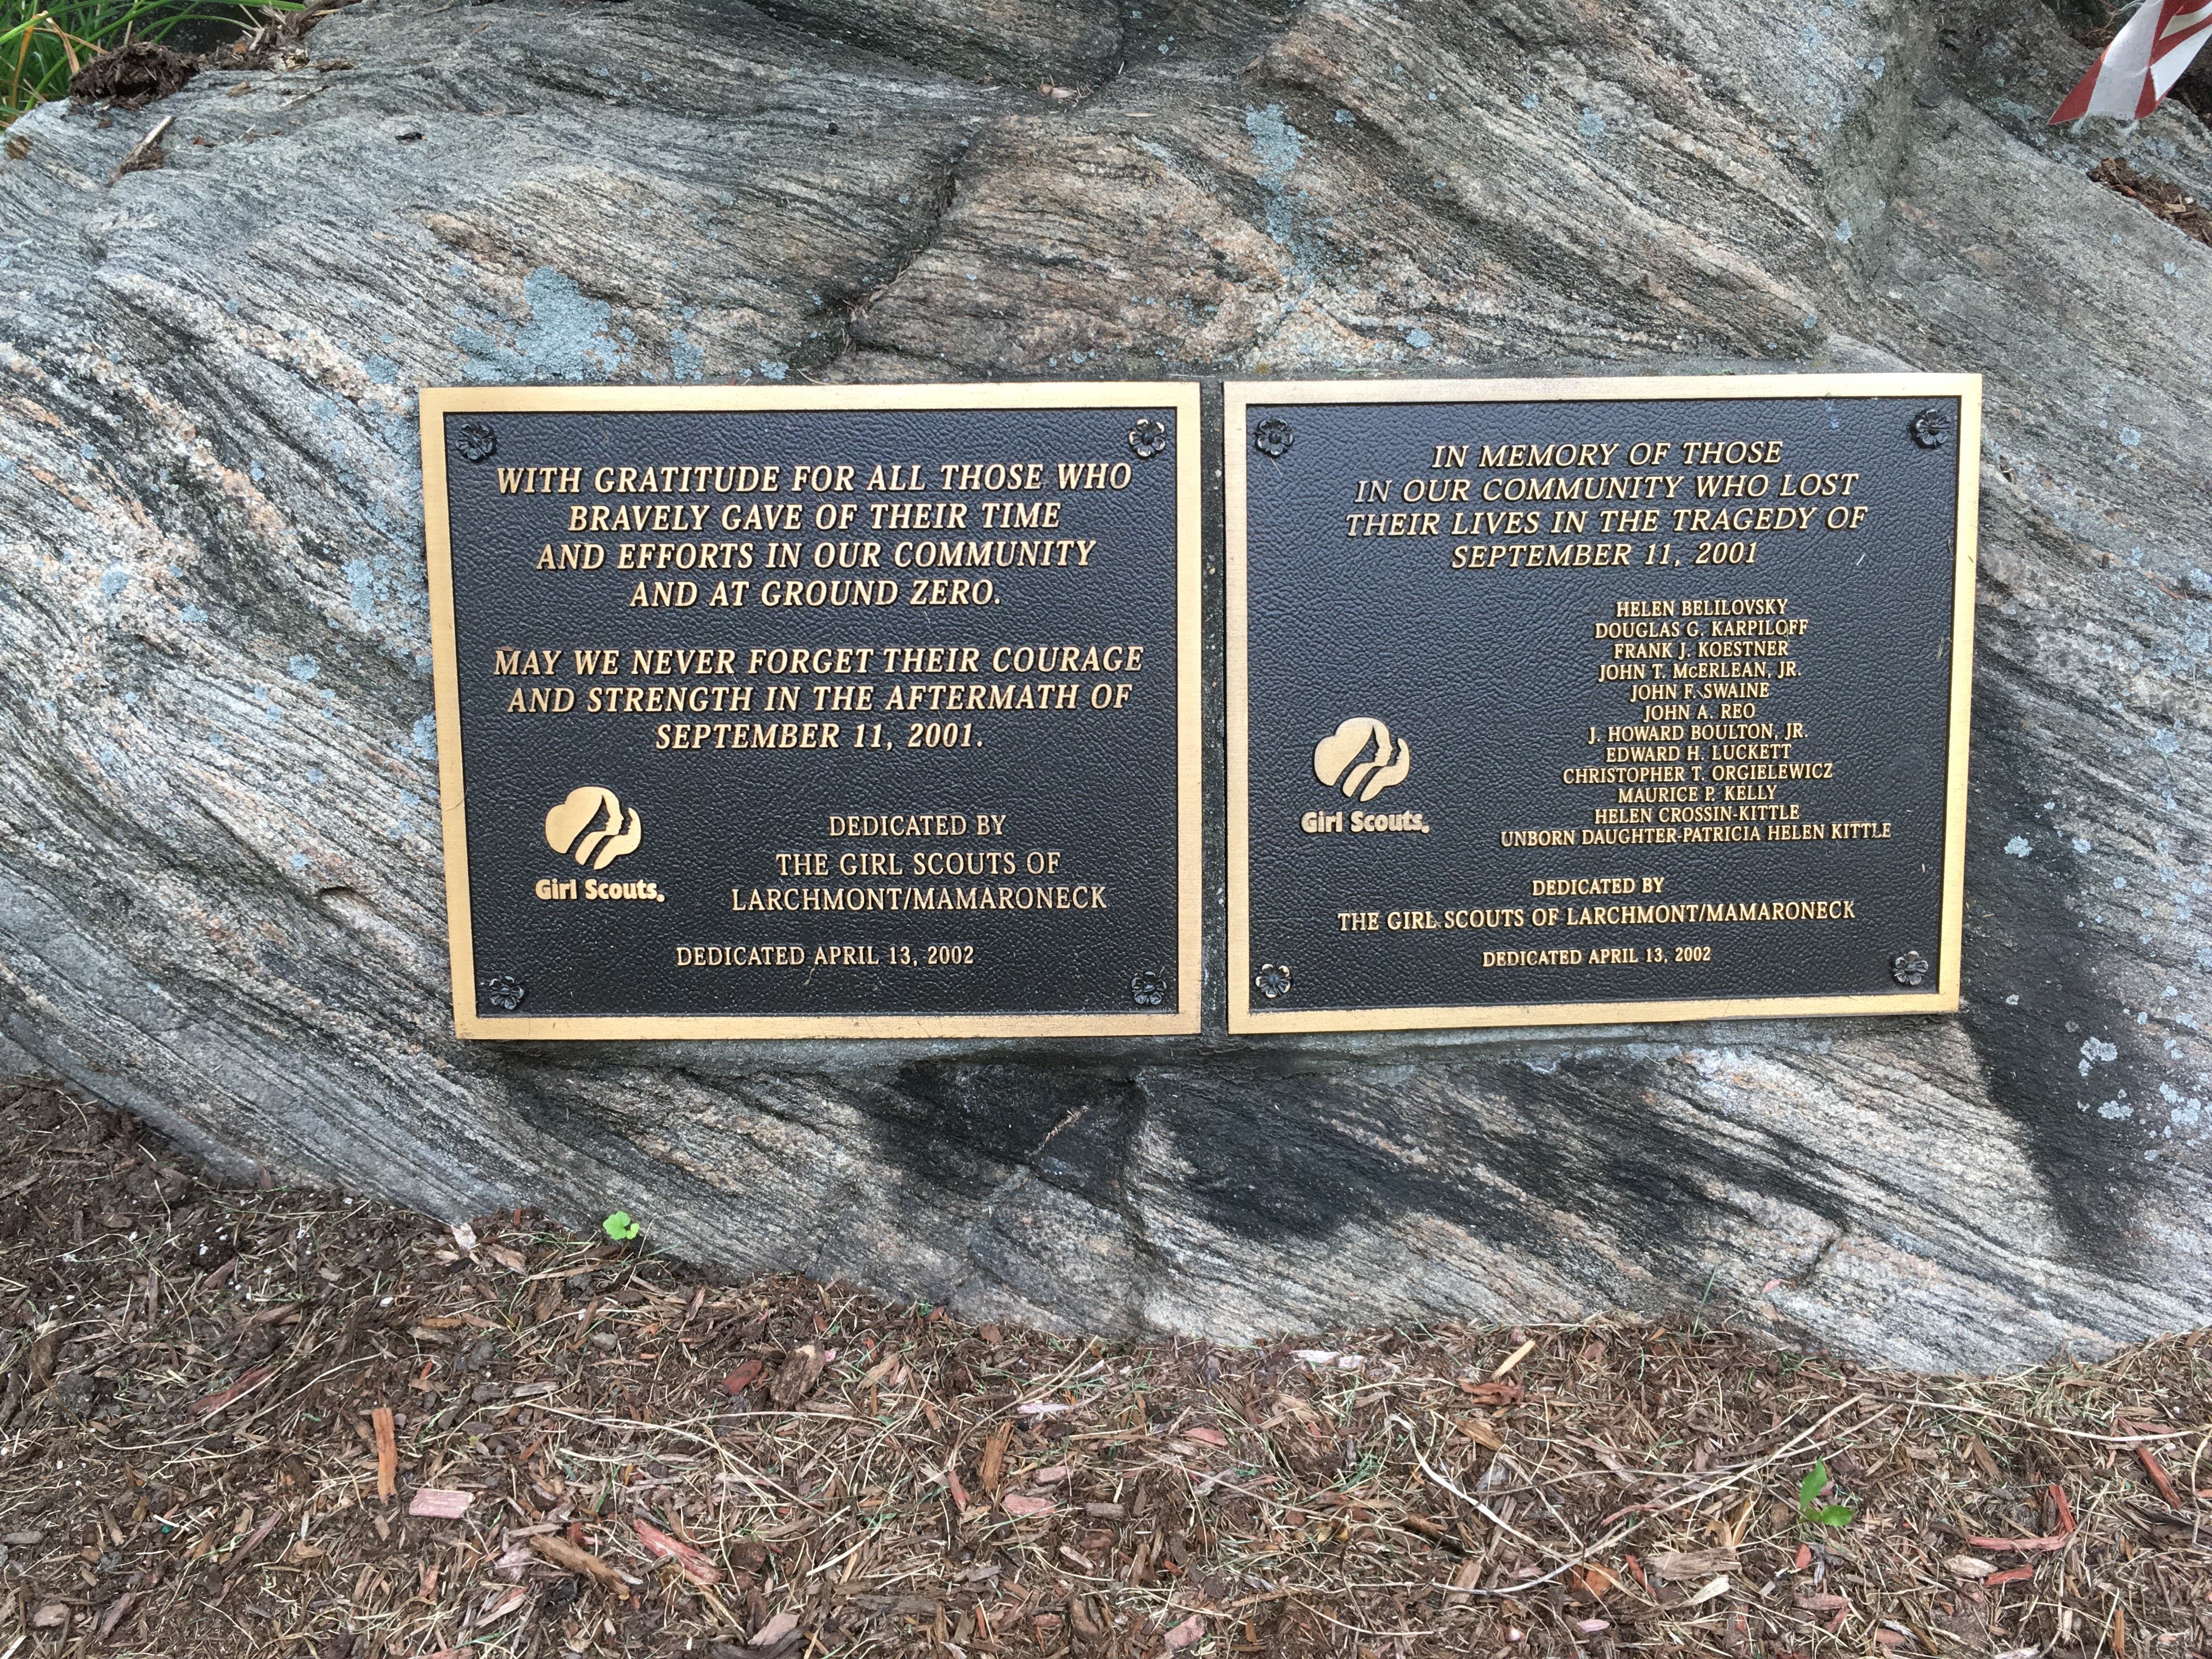 WITH GRATITUDE FOR ALL THOSE WHO
BRAVELY GAVE OF THEIR TIME
AND EFFORTS IN OUR COMMUNITY
AND AT GROUND ZERO.
MAY WE NEVER FORGET THEIR COURAGE
AND STRENGTH IN THE AFTERMATH OF
SEPTEMBER 11, 2001.
Girl Scouts.
DEDICATED BY
THE GIRL SCOUTS OF
LARCHMONT/MAMARONECK
DEDICATED APRIL 13, 2002
IN MEMORY OF THOSE
IN OUR COMMUNITY WHO LOST
THEIR LIVES IN THE TRAGEDY OF
SEPTEMBER 11, 2001
HELEN BELILOVSKY
DOUGLAS G. KARPILOFF
FRANK J. KOESTNER
JOHN T. McERLEAN, JR.
JOHN F. SWAINE
JOHN A. REO
J. HOWARD BOULTON, JR.
EDWARD H. LUCKETT
CHRISTOPHER T. ORGIELEWICZ
MAURICE P. KELLY
HELEN CROSSIN-KITTLE
UNBORN DAUGHTER-PATRICIA HELEN KITTLE
Girl Scouts.
DEDICATED BY
THE GIRL SCOUTS OF LARCHMONT/MAMARONECK
DEDICATED APRIL 13, 2002